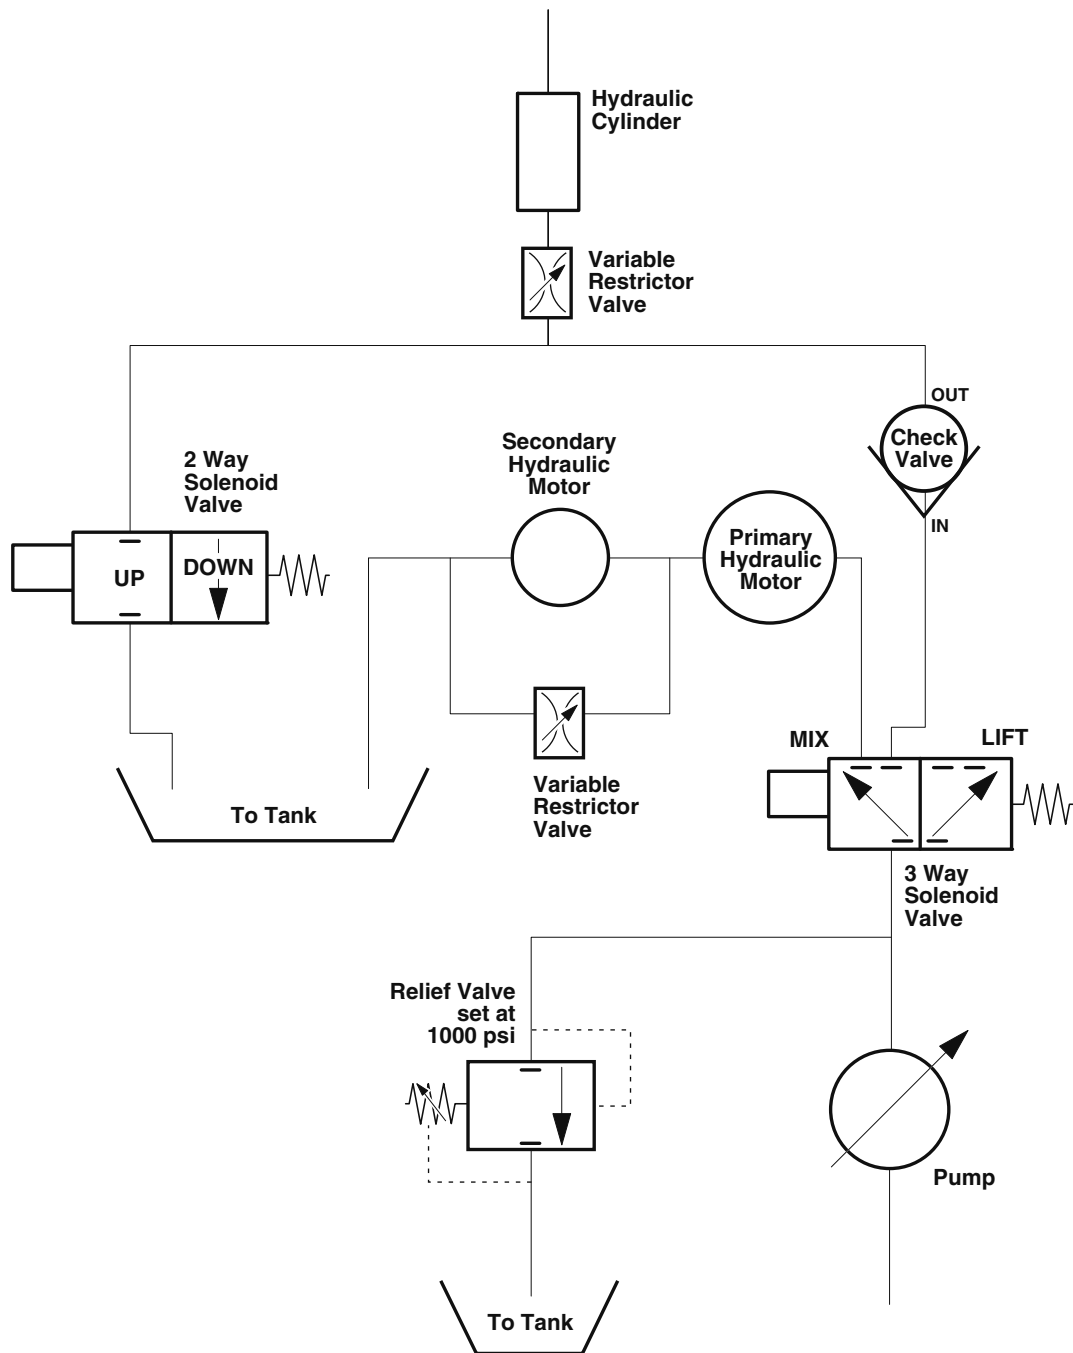 Hydraulic
Cylinder
Variable
Restrictor
Valve
OUT
Check
Valve
IN
Secondary
Hydraulic
Motor
2 Way
Solenoid
Valve
Primary
Hydraulic
Motor
UP
DOWN
MIX
LIFT
Variable
Restrictor
Valve
To Tank
3 Way
Solenoid
Valve
Relief Valve
set at
1000 psi
Pump
To Tank